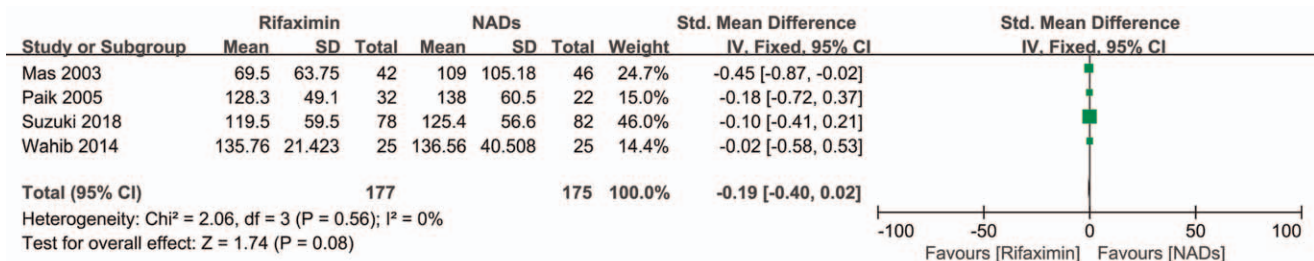 Rifaximin NADs Std. Mean Difference Std. Mean Difference
Study or Subgroup Mean SD Total Mean SD Total Weight IV. Fixed. 95% CI IV. Fixed. 95% CI
Mas 2003 69.5 63.75 42 109 105.18 46 24.7% -0.45 [-0.87, -0.02]
Paik 2005 128.3 49.1 32 138 60.5 22 15.0% -0.18 [-0.72, 0.37]
Suzuki 2018 119.5 59.5 78 125.4 56.6 82 46.0% -0.10 [-0.41, 0.21]
Wahib 2014 135.76 21.423 25 136.56 40.508 25 14.4% -0.02 [-0.58, 0.53]
Total (95% CI) 177 175 100.0% -0.19 [-0.40, 0.02]
Heterogeneity: Chi² = 2.06, df = 3 (P = 0.56); I² = 0%
Test for overall effect: Z = 1.74 (P = 0.08)
-100 -50 0 50 100
Favours [Rifaximin] Favours [NADs]